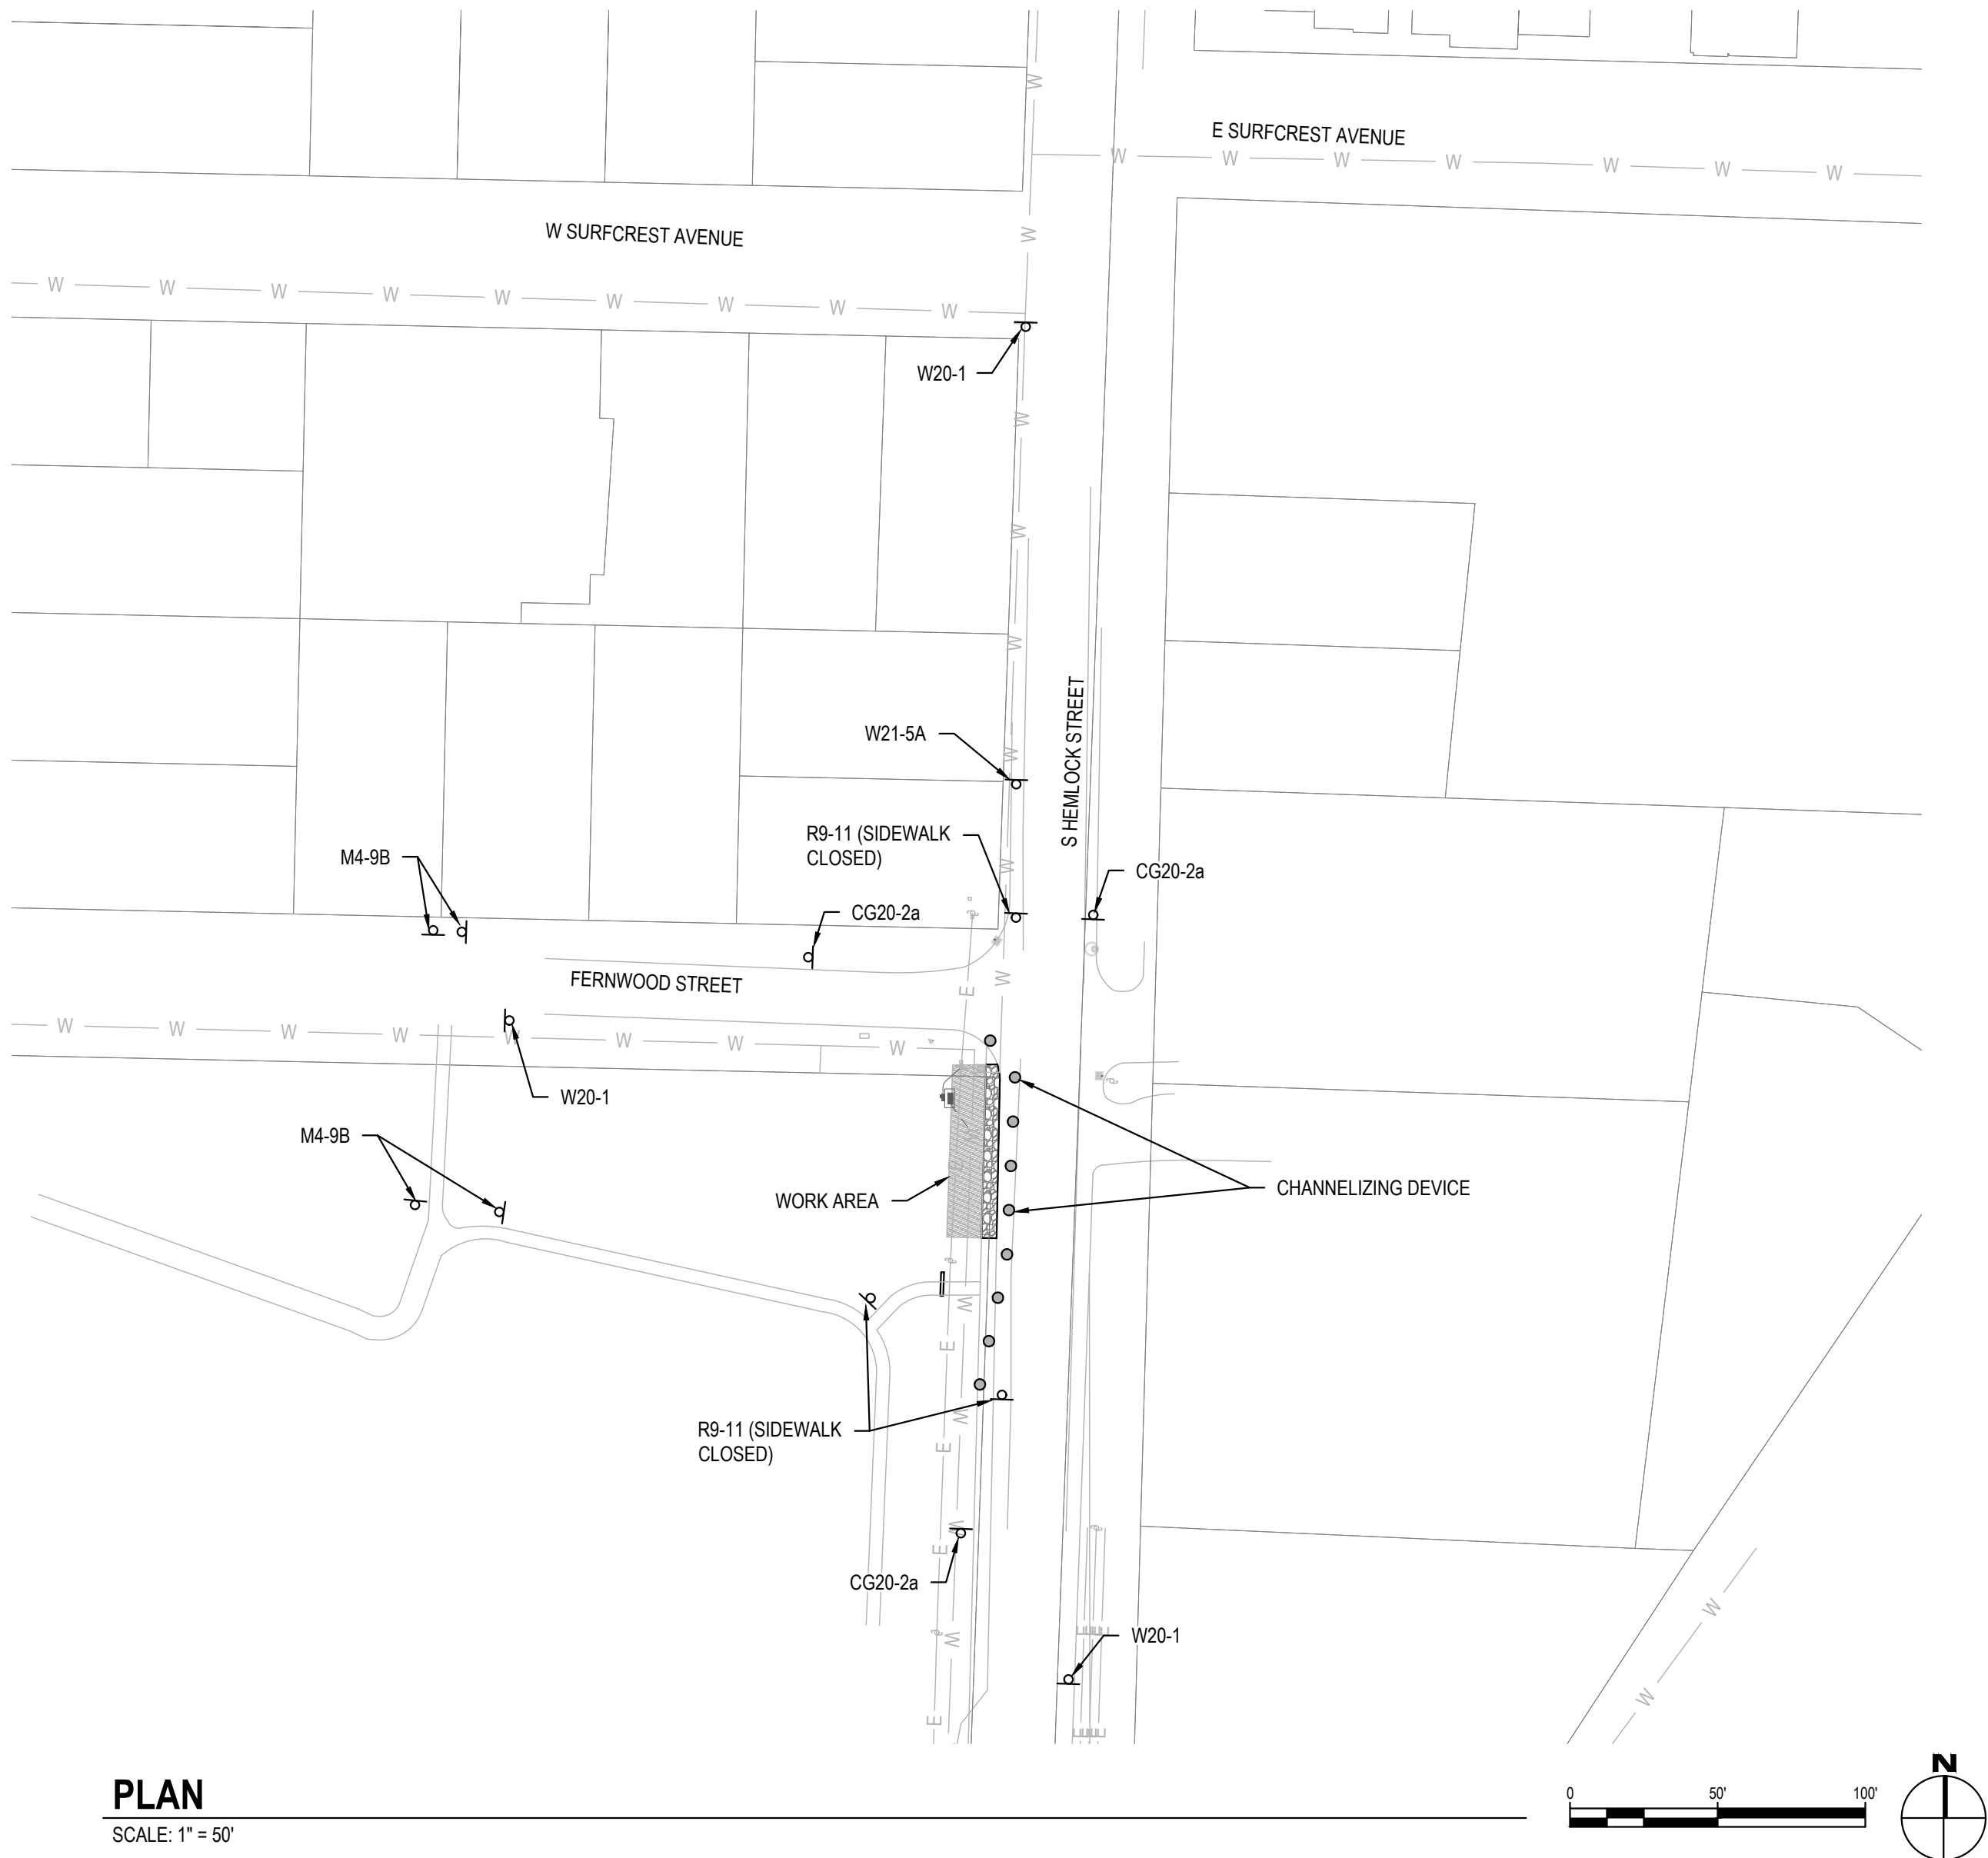 E SURFCREST AVENUE
W W W W W W W
W SURFCREST AVENUE
W W W W W W W W W
W20-1
W21-5A
S HEMLOCK STREET
R9-11 (SIDEWALK
CLOSED)
M4-9B
CG20-2a
CG20-2a
FERNWOOD STREET
W W W W W W W W
W20-1
M4-9B
WORK AREA
CHANNELIZING DEVICE
R9-11 (SIDEWALK
CLOSED)
CG20-2a
W20-1
W
W
E
E
E
E
PLAN
SCALE: 1" = 50'
0 50' 100'
N